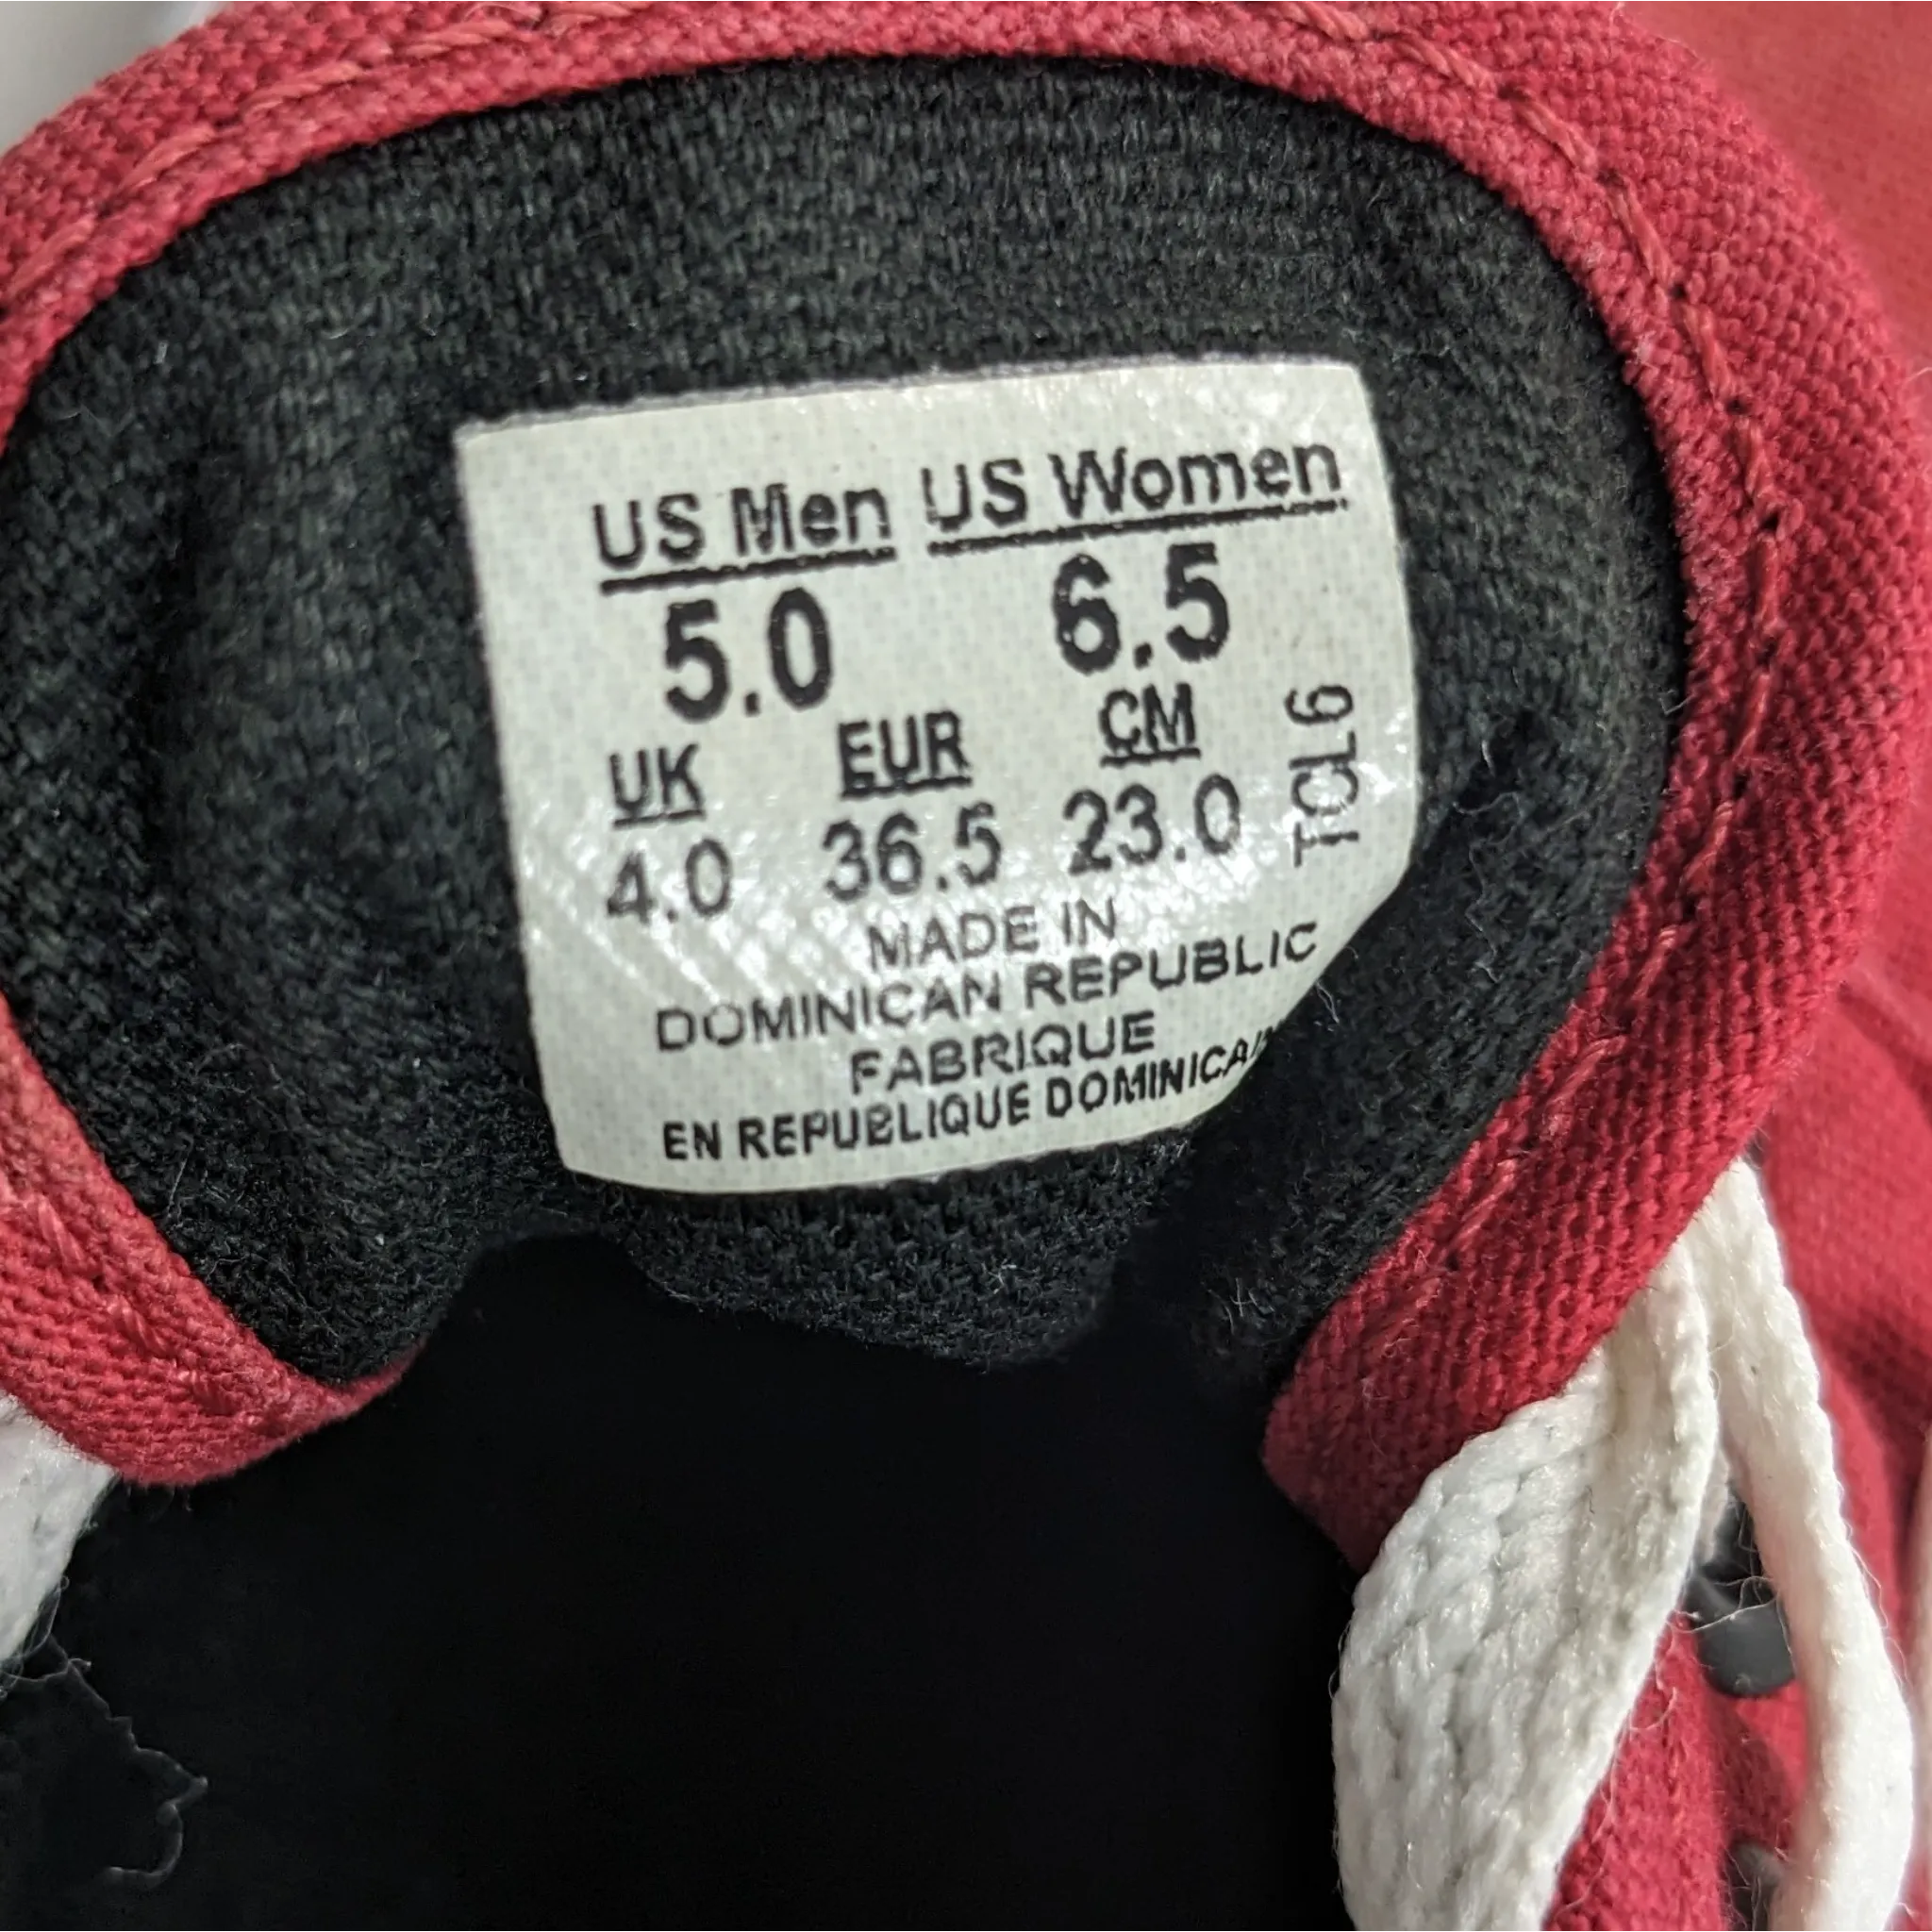 US Men US Women
5.0 6.5
UK EUR CM
4.0 36.5 23.0
TCL6
MADE IN
DOMINICAN REPUBLIC
FABRIQUE
EN REPUBLIQUE